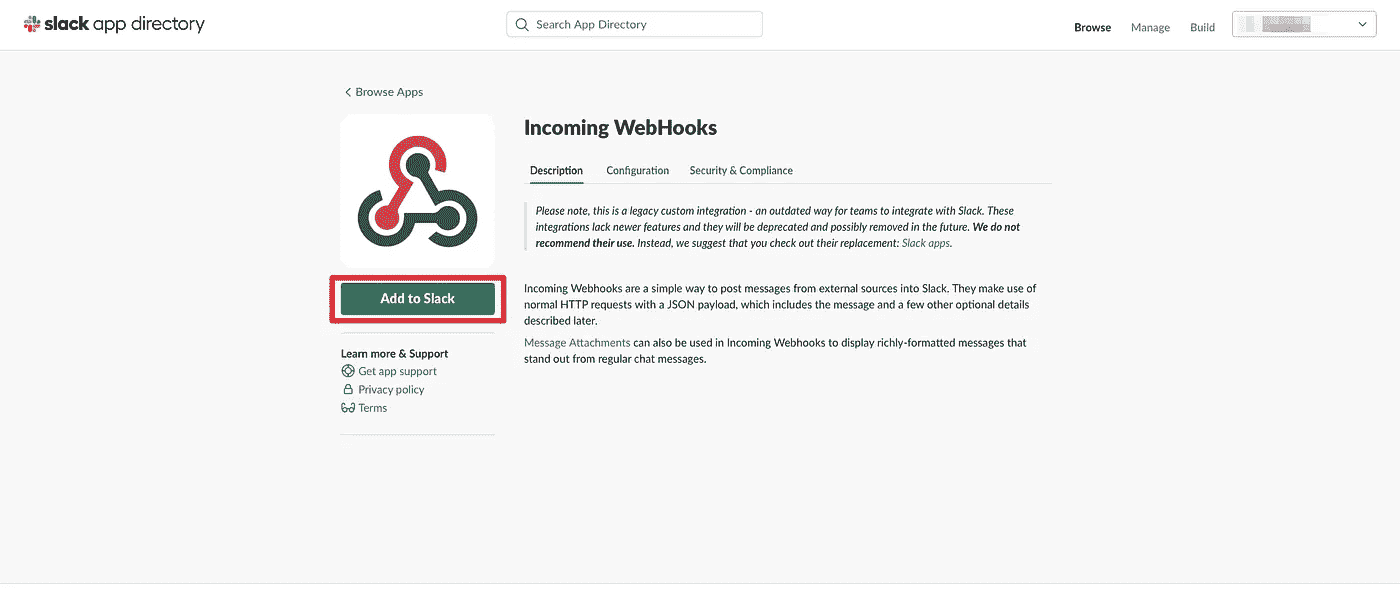 slack app directory
Search App Directory
Browse
Manage
Build
Browse Apps
Incoming WebHooks
Description
Configuration
Security & Compliance
Please note, this is a legacy custom integration - an outdated way for teams to integrate with Slack. These
integrations lack newer features and they will be deprecated and possibly removed in the future. We do not
recommend their use. Instead, we suggest that you check out their replacement: Slack apps.
Add to Slack
Incoming Webhooks are a simple way to post messages from external sources into Slack. They make use of
normal HTTP requests with a JSON payload, which includes the message and a few other optional details
described later.
Message Attachments can also be used in Incoming Webhooks to display richly-formatted messages that
stand out from regular chat messages.
Learn more & Support
Get app support
Privacy policy
Terms